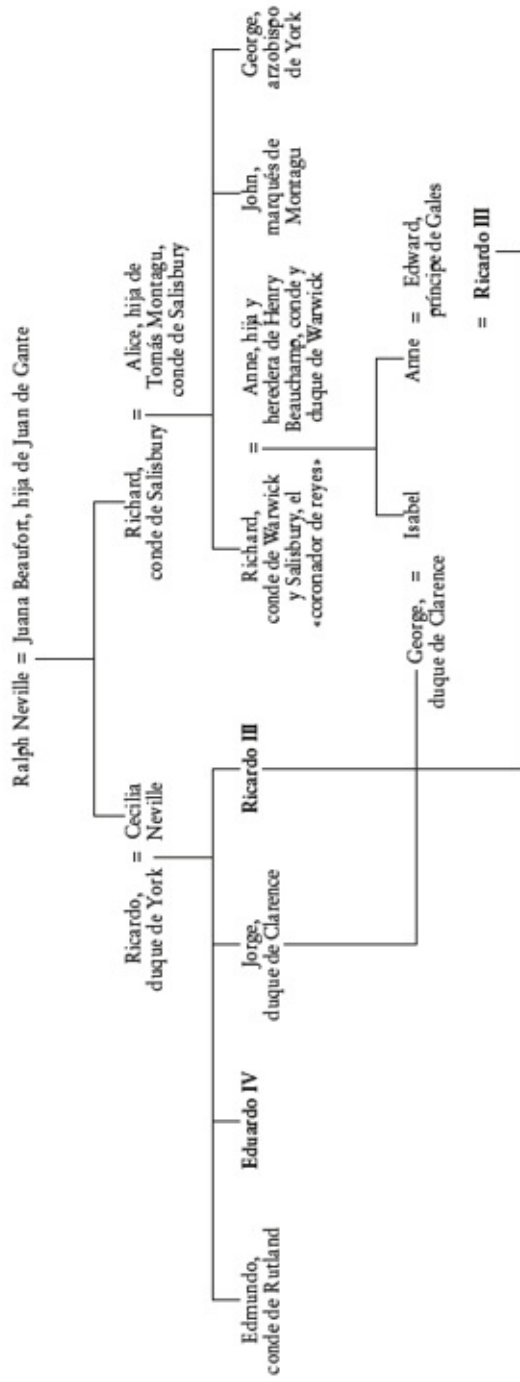 Ralph Neville = Juana Beaufort, hija de Juan de Gante
Ricardo,
duque de York
=
Cecilia
Neville
Richard,
conde de Salisbury
=
Alice, hija de
Tomás Montagu,
conde de Salisbury
Edmundo,
conde de Rutland
Eduardo IV
Jorge,
duque de Clarence
Ricardo III
Richard,
conde de Warwick
y Salisbury, el
«coronador de reyes»
=
Anne, hija y
heredera de Henry
Beauchamp, conde y
duque de Warwick
John,
marqués de
Montagu
George,
arzobispo
de York
George,
duque de Clarence
=
Isabel
Anne
=
Edward,
príncipe de Gales
= Ricardo III